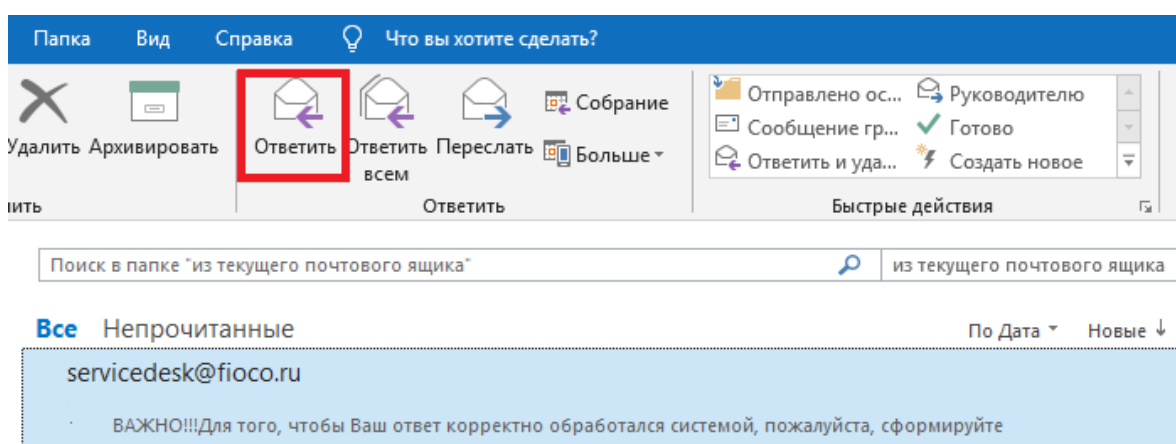 Папка Вид Справка Что вы хотите сделать?
Удалить Архивировать Ответить Ответить всем Переслать Собрание Больше
Отправлено ос... Руководителю
Сообщение гр... Готово
Ответить и уда... Создать новое
Ответить Быстрые действия
Поиск в папке "из текущего почтового ящика" из текущего почтового ящика
Все Непрочитанные По Дата Новые ↓
servicedesk@fioco.ru
ВАЖНО!!!Для того, чтобы Ваш ответ корректно обработался системой, пожалуйста, сформируйте